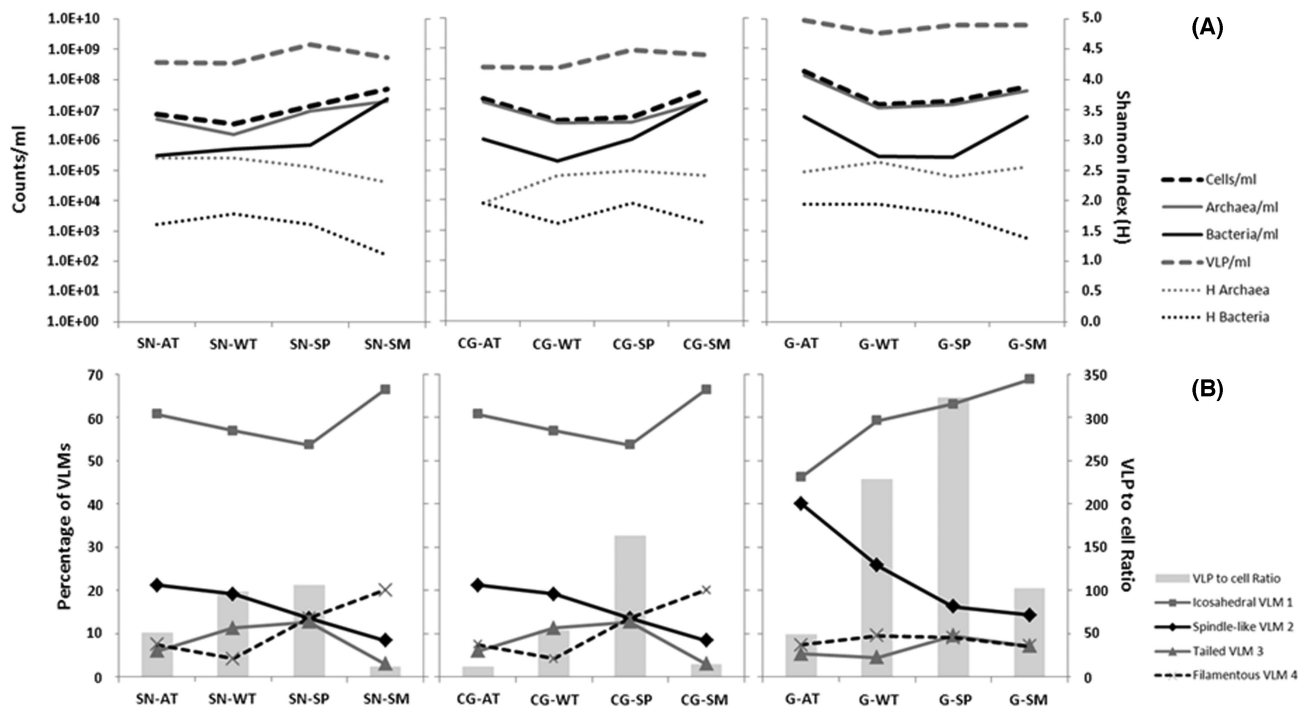 (A)
Counts/ml
1.0E+10
1.0E+09
1.0E+08
1.0E+07
1.0E+06
1.0E+05
1.0E+04
1.0E+03
1.0E+02
1.0E+01
1.0E+00
SN-AT SN-WT SN-SP SN-SM
CG-AT CG-WT CG-SP CG-SM
G-AT G-WT G-SP G-SM
5.0
4.5
4.0
3.5
3.0
2.5
2.0
1.5
1.0
0.5
0.0
Shannon Index (H)
Cells/ml
Archaea/ml
Bacteria/ml
VLP/ml
H Archaea
H Bacteria
(B)
Percentage of VLMs
70
60
50
40
30
20
10
0
SN-AT SN-WT SN-SP SN-SM
CG-AT CG-WT CG-SP CG-SM
G-AT G-WT G-SP G-SM
350
300
250
200
150
100
50
0
VLP to cell Ratio
VLP to cell Ratio
Icosahedral VLM 1
Spindle-like VLM 2
Tailed VLM 3
Filamentous VLM 4